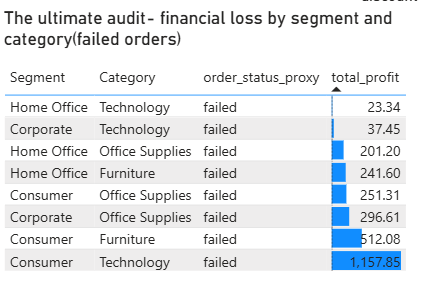 discount
The ultimate audit- financial loss by segment and
category(failed orders)
Segment Category order_status_proxy total_profit
Home Office Technology failed 23.34
Corporate Technology failed 37.45
Home Office Office Supplies failed 201.20
Home Office Furniture failed 241.60
Consumer Office Supplies failed 251.31
Corporate Office Supplies failed 296.61
Consumer Furniture failed 512.08
Consumer Technology failed 1,157.85